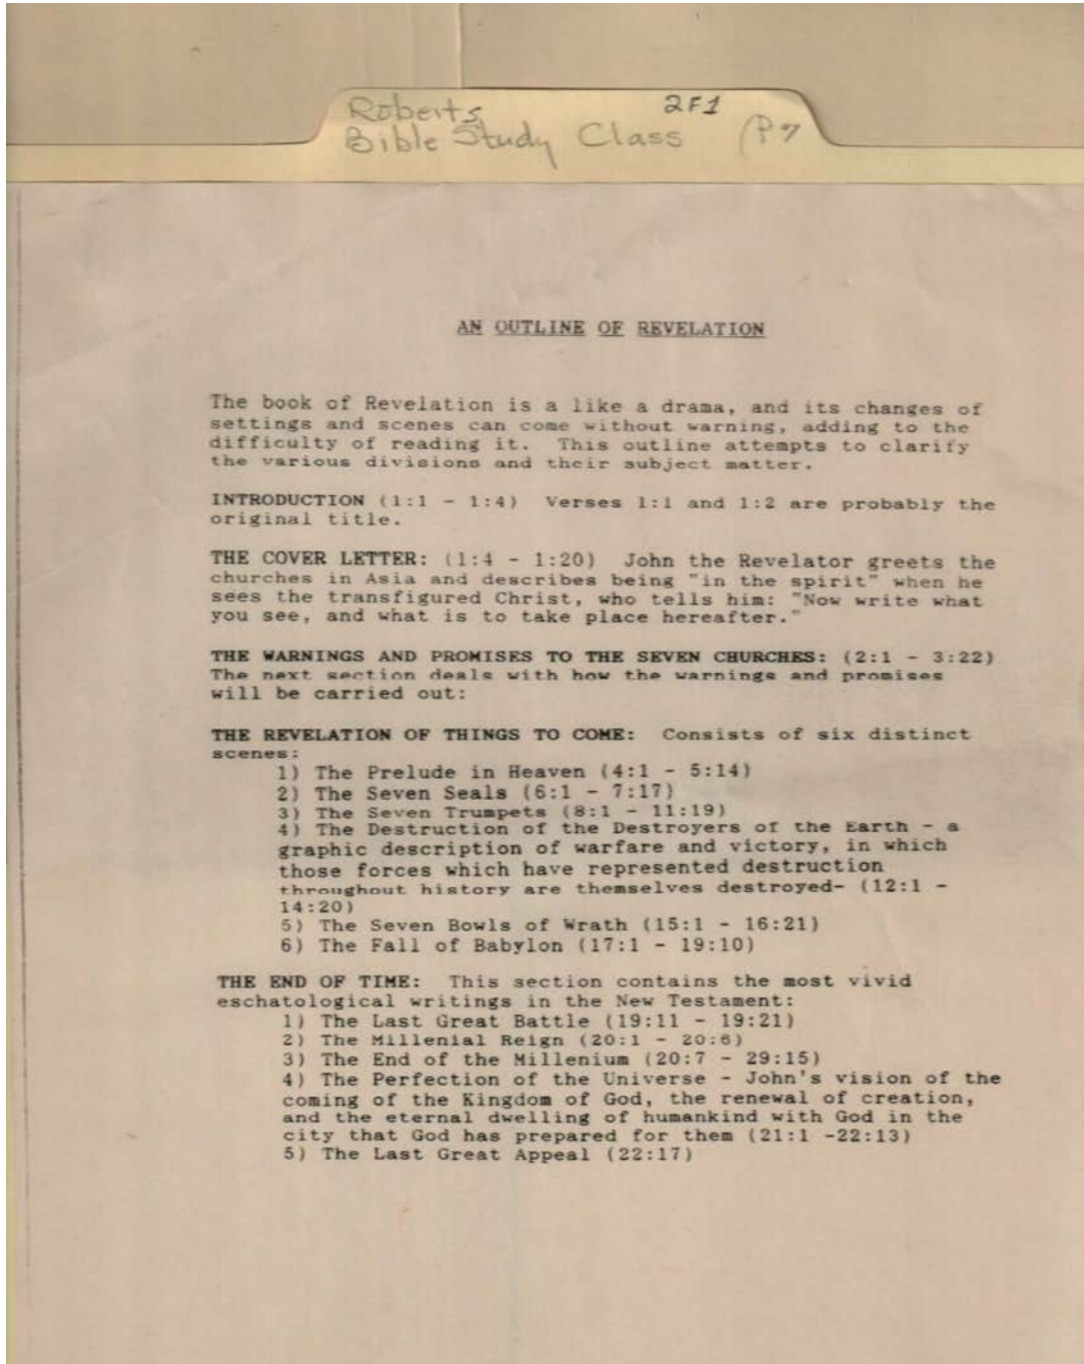 Roberts 2F1
Bible Study Class (P7
AN OUTLINE OF REVELATION
The book of Revelation is a like a drama, and its changes of
settings and scenes can come without warning, adding to the
difficulty of reading it. This outline attempts to clarify
the various divisions and their subject matter.
INTRODUCTION (1:1 - 1:4) Verses 1:1 and 1:2 are probably the
original title.
THE COVER LETTER: (1:4 - 1:20) John the Revelator greets the
churches in Asia and describes being "in the spirit" when he
sees the transfigured Christ, who tells him: "Now write what
you see, and what is to take place hereafter."
THE WARNINGS AND PROMISES TO THE SEVEN CHURCHES: (2:1 - 3:22)
The next section deals with how the warnings and promises
will be carried out:
THE REVELATION OF THINGS TO COME: Consists of six distinct
scenes:
1) The Prelude in Heaven (4:1 - 5:14)
2) The Seven Seals (6:1 - 7:17)
3) The Seven Trumpets (8:1 - 11:19)
4) The Destruction of the Destroyers of the Earth - a
graphic description of warfare and victory, in which
those forces which have represented destruction
throughout history are themselves destroyed- (12:1 -
14:20)
5) The Seven Bowls of Wrath (15:1 - 16:21)
6) The Fall of Babylon (17:1 - 19:10)
THE END OF TIME: This section contains the most vivid
eschatological writings in the New Testament:
1) The Last Great Battle (19:11 - 19:21)
2) The Millenial Reign (20:1 - 20:6)
3) The End of the Millenium (20:7 - 29:15)
4) The Perfection of the Universe - John's vision of the
coming of the Kingdom of God, the renewal of creation,
and the eternal dwelling of humankind with God in the
city that God has prepared for them (21:1 -22:13)
5) The Last Great Appeal (22:17)